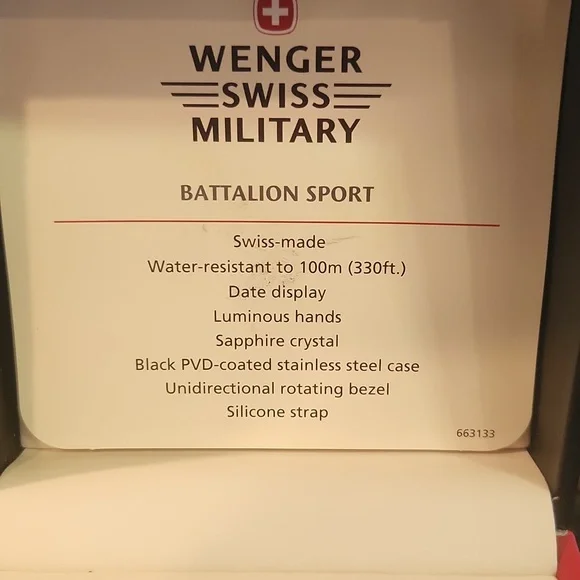 WENGER
SWISS
MILITARY
BATTALION SPORT
Swiss-made
Water-resistant to 100m (330ft.)
Date display
Luminous hands
Sapphire crystal
Black PVD-coated stainless steel case
Unidirectional rotating bezel
Silicone strap
663133